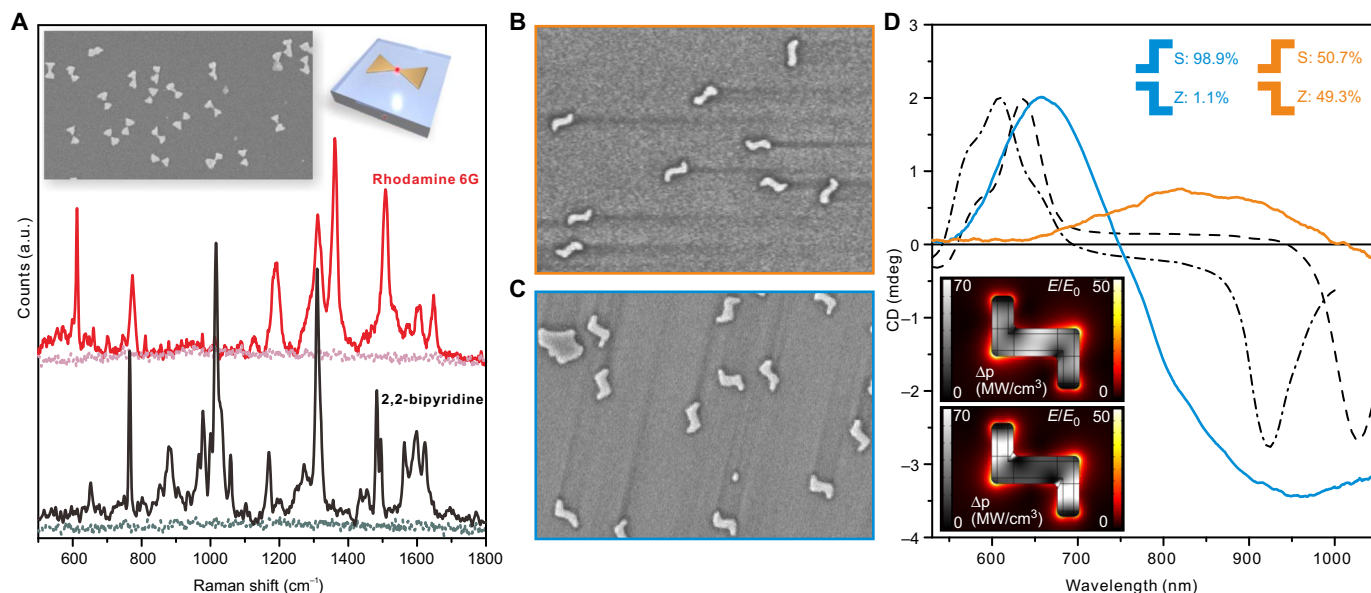 A
Rhodamine 6G
2,2-bipyridine
Counts (a.u.)
600 800 1000 1200 1400 1600 1800
Raman shift (cm–1)
B
C
D
S: 98.9%
Z: 1.1%
S: 50.7%
Z: 49.3%
3
2
1
0
–1
–2
–3
–4
CD (mdeg)
70
E/E0
50
Δp
(MW/cm3)
0
0
70
E/E0
50
Δp
(MW/cm3)
0
0
600 700 800 900 1000
Wavelength (nm)